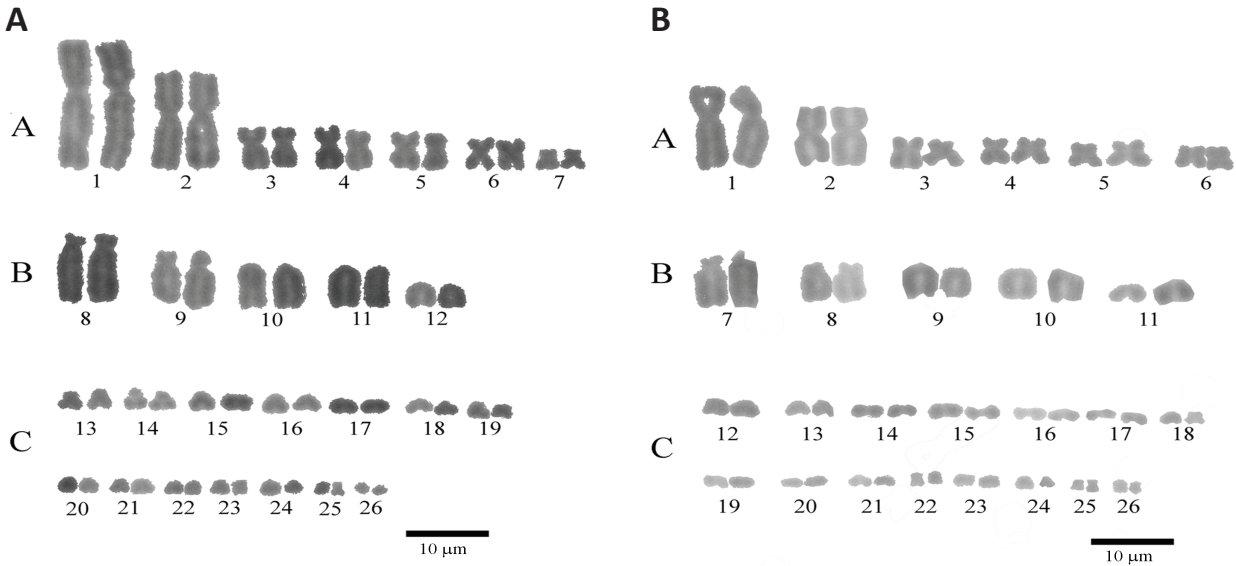 A
B
A
1 2 3 4 5 6 7
A
1 2 3 4 5 6
B
8 9 10 11 12
B
7 8 9 10 11
C
13 14 15 16 17 18 19
20 21 22 23 24 25 26
10 µm
C
12 13 14 15 16 17 18
19 20 21 22 23 24 25 26
10 µm